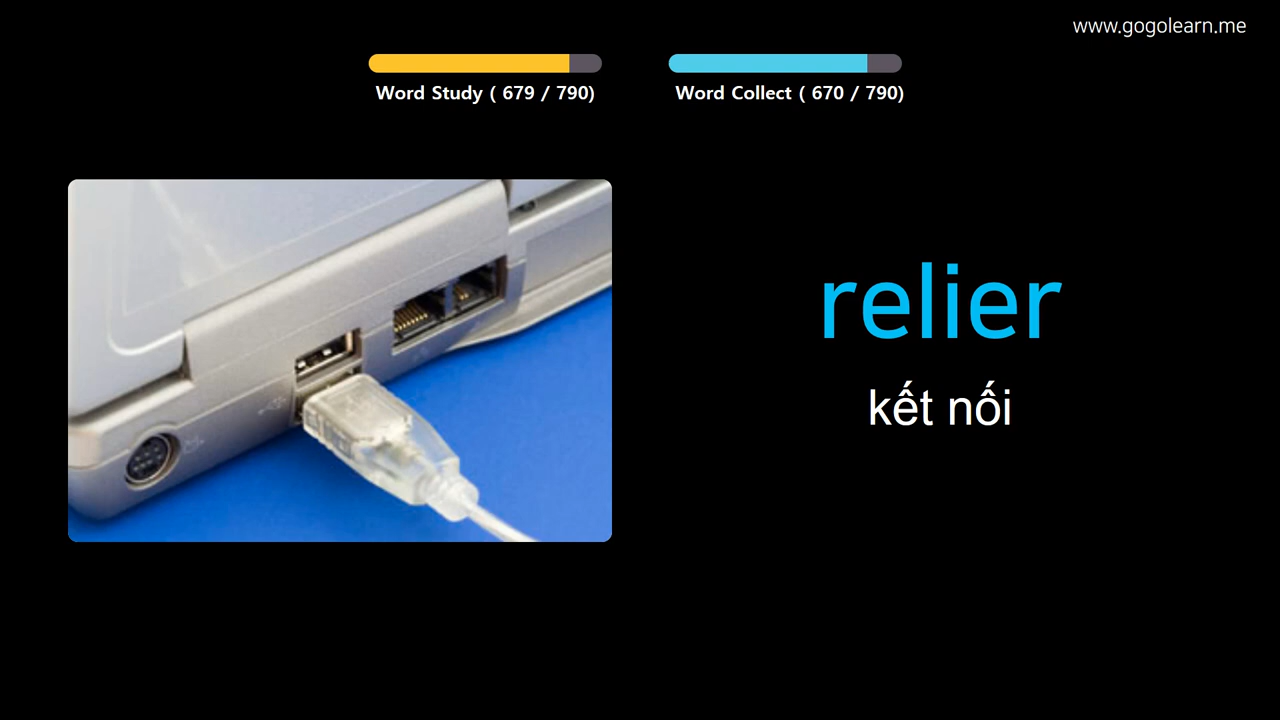 www.gogolearn.me
Word Study ( 679 / 790)
Word Collect ( 670 / 790)
relier
kết nối